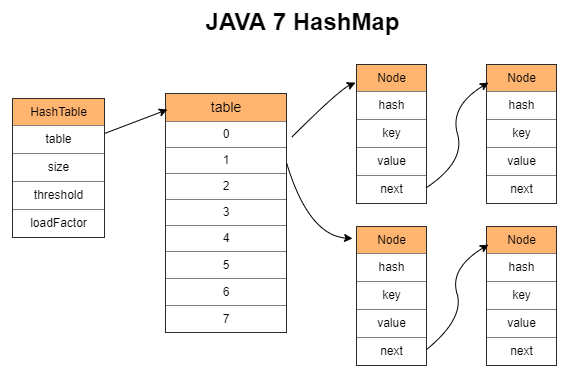 JAVA 7 HashMap
HashTable
table
size
threshold
loadFactor
table
0
1
2
3
4
5
6
7
Node
hash
key
value
next
Node
hash
key
value
next
Node
hash
key
value
next
Node
hash
key
value
next